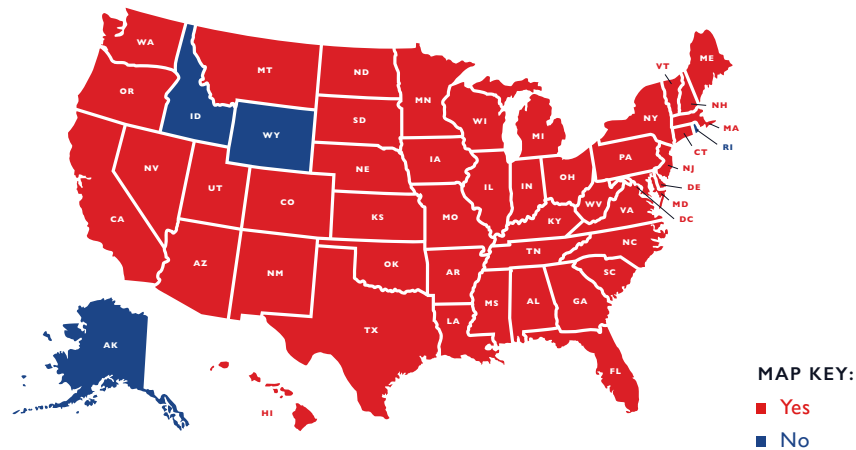 WA
MT
ND
MN
OR
ID
WY
SD
WI
MI
VT
ME
NH
NY
MA
RI
CT
NV
UT
CO
NE
IA
IL
IN
OH
PA
NJ
DE
MD
DC
CA
KS
MO
KY
WV
VA
AZ
NM
OK
AR
TN
NC
SC
TX
LA
MS
AL
GA
FL
AK
HI
MAP KEY:
Yes
No